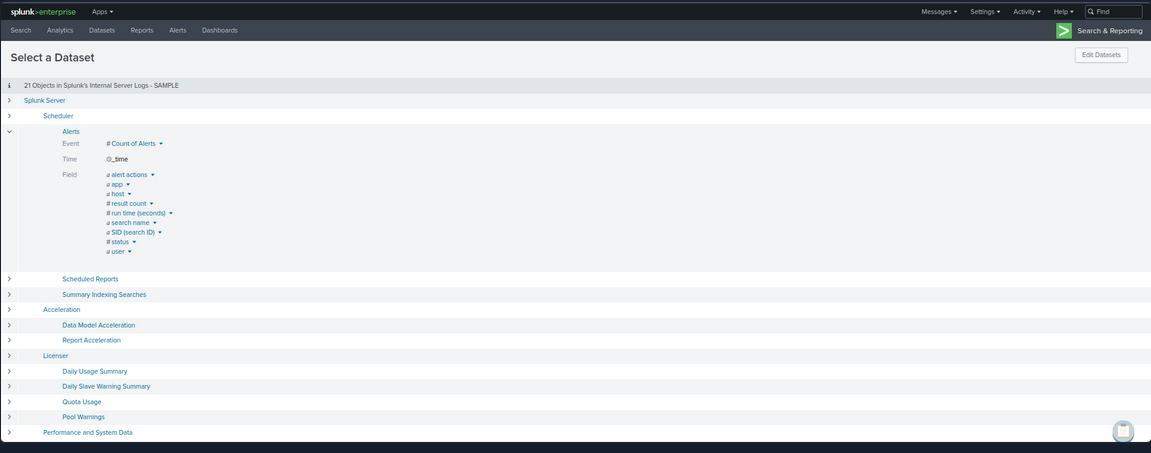 splunk>enterprise Apps Messages Settings Activity Help Find
Search Analytics Datasets Reports Alerts Dashboards Search & Reporting
Select a Dataset Edit Datasets
i 21 Objects in Splunk's Internal Server Logs - SAMPLE
Splunk Server
Scheduler
Alerts
Event # Count of Alerts
Time _time
Field a alert actions
a app
a host
# result count
# run time (seconds)
a search name
a SID (search ID)
# status
a user
Scheduled Reports
Summary Indexing Searches
Acceleration
Data Model Acceleration
Report Acceleration
Licenser
Daily Usage Summary
Daily Slave Warning Summary
Quota Usage
Pool Warnings
Performance and System Data